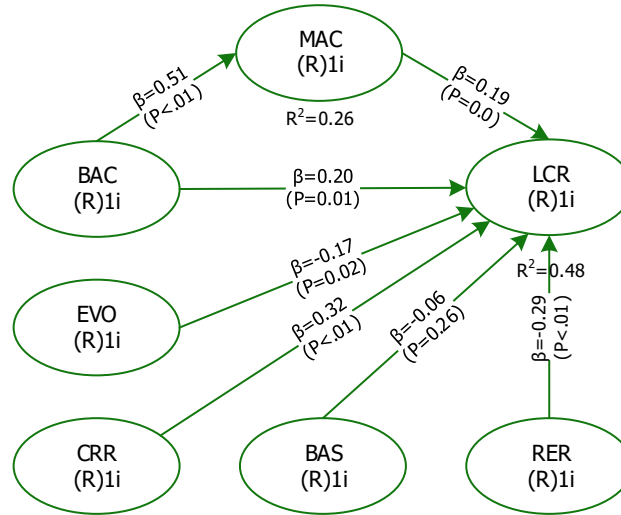 MAC
(R)1i
R²=0.26
β=0.51
(P<.01)
β=0.19
(P=0.0)
BAC
(R)1i
β=0.20
(P=0.01)
LCR
(R)1i
R²=0.48
EVO
(R)1i
β=-0.17
(P=0.02)
β=0.32
(P<.01)
β=-0.06
(P=0.26)
β=-0.29
(P<.01)
CRR
(R)1i
BAS
(R)1i
RER
(R)1i